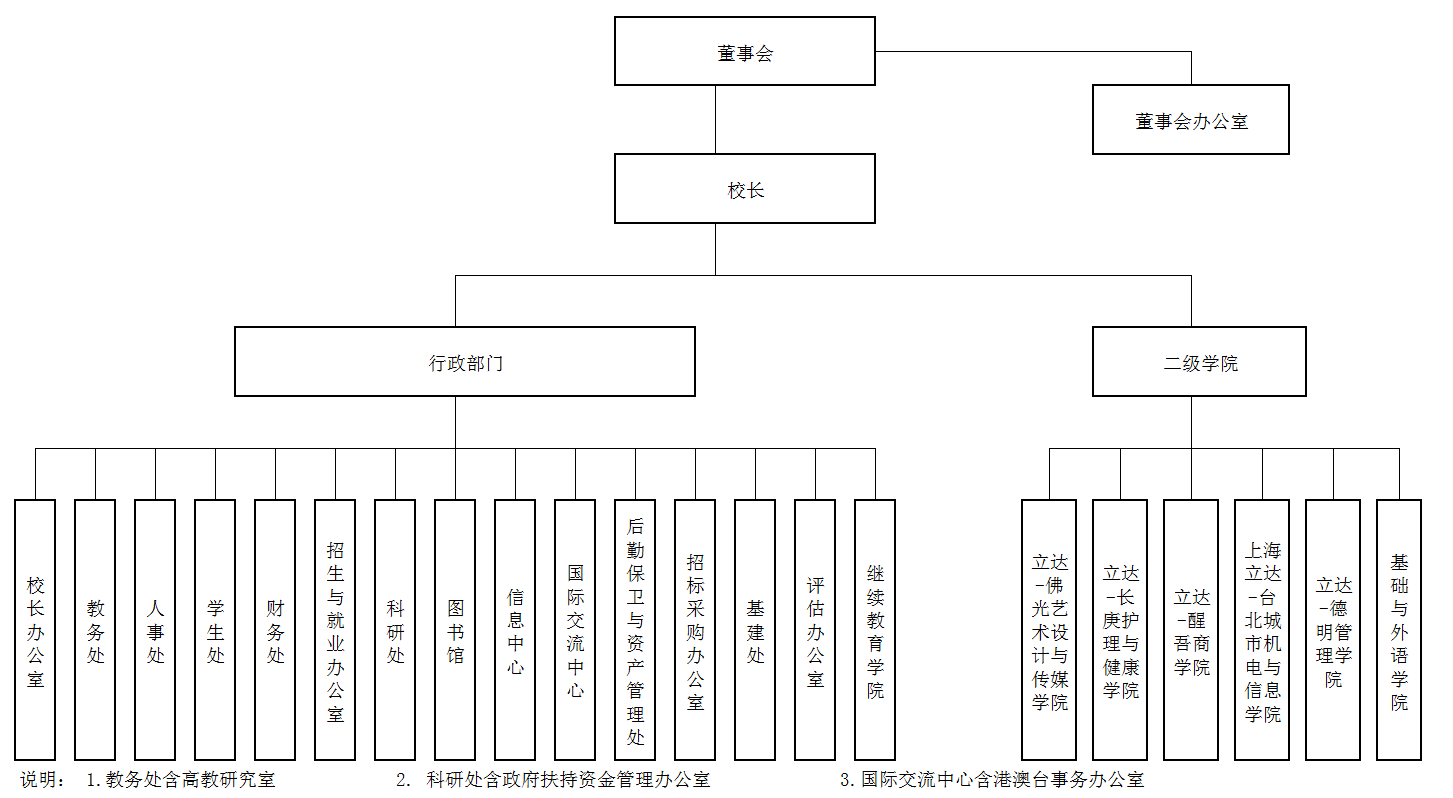 董事会
董事会办公室
校长
行政部门
二级学院
校长办公室
教务处
人事处
学生处
财务处
招生与就业办公室
科研处
图书馆
信息中心
国际交流中心
后勤保卫与资产管理处
招标采购办公室
基建处
评估办公室
继续教育学院
立达
-佛
光艺
术设
计与
传媒
学院
立达
-长
庚护
理与
健康
学院
立达
-醒
吾商
学院
上海
立达
-台
北城
市机
电与
信息
学院
立达
-德
明管
理学
院
基础与外语学院
说明： 1.教务处含高教研究室 2. 科研处含政府扶持资金管理办公室 3.国际交流中心含港澳台事务办公室